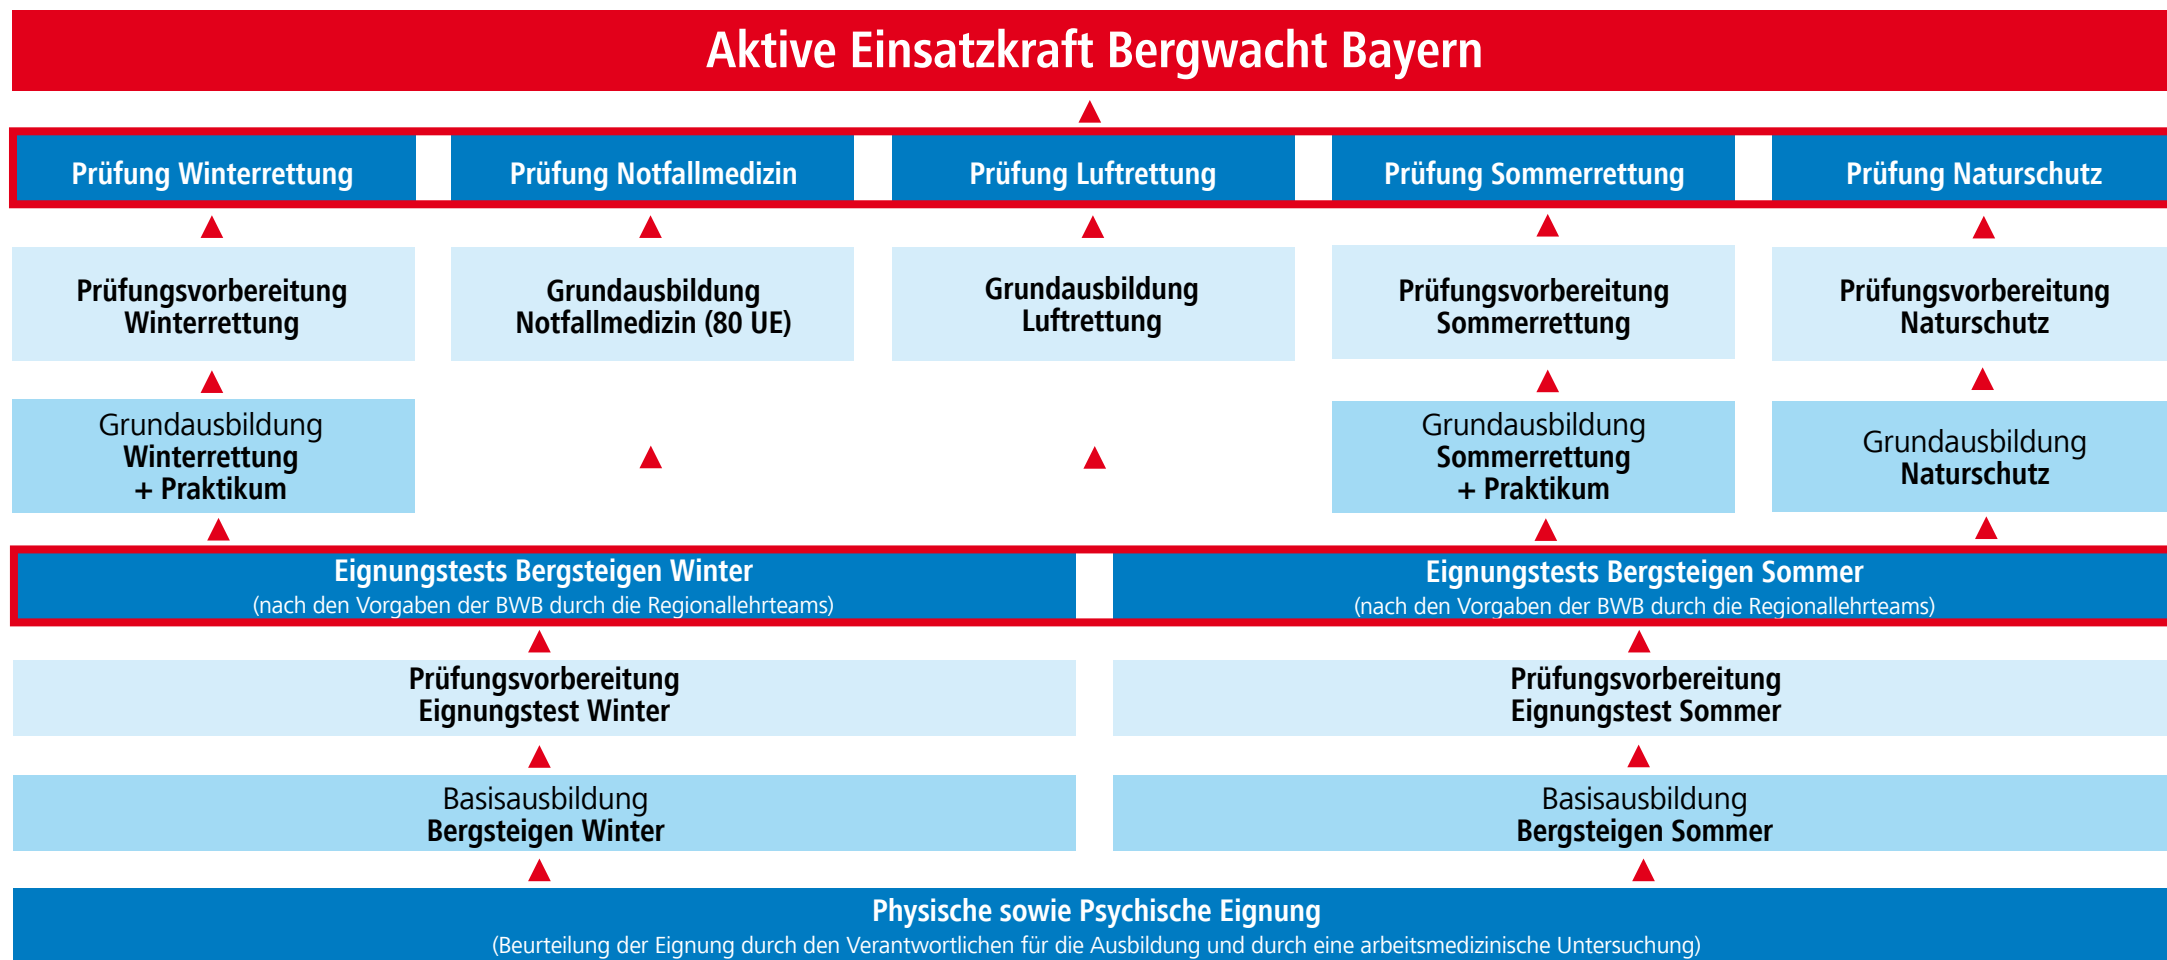 Aktive Einsatzkraft Bergwacht Bayern
Prüfung Winterrettung
Prüfung Notfallmedizin
Prüfung Luftrettung
Prüfung Sommerrettung
Prüfung Naturschutz
Prüfungsvorbereitung
Winterrettung
Grundausbildung
Notfallmedizin (80 UE)
Grundausbildung
Luftrettung
Prüfungsvorbereitung
Sommerrettung
Prüfungsvorbereitung
Naturschutz
Grundausbildung
Winterrettung
+ Praktikum
Grundausbildung
Sommerrettung
+ Praktikum
Grundausbildung
Naturschutz
Eignungstests Bergsteigen Winter
(nach den Vorgaben der BWB durch die Regionallehrteams)
Eignungstests Bergsteigen Sommer
(nach den Vorgaben der BWB durch die Regionallehrteams)
Prüfungsvorbereitung
Eignungstest Winter
Prüfungsvorbereitung
Eignungstest Sommer
Basisausbildung
Bergsteigen Winter
Basisausbildung
Bergsteigen Sommer
Physische sowie Psychische Eignung
(Beurteilung der Eignung durch den Verantwortlichen für die Ausbildung und durch eine arbeitsmedizinische Untersuchung)